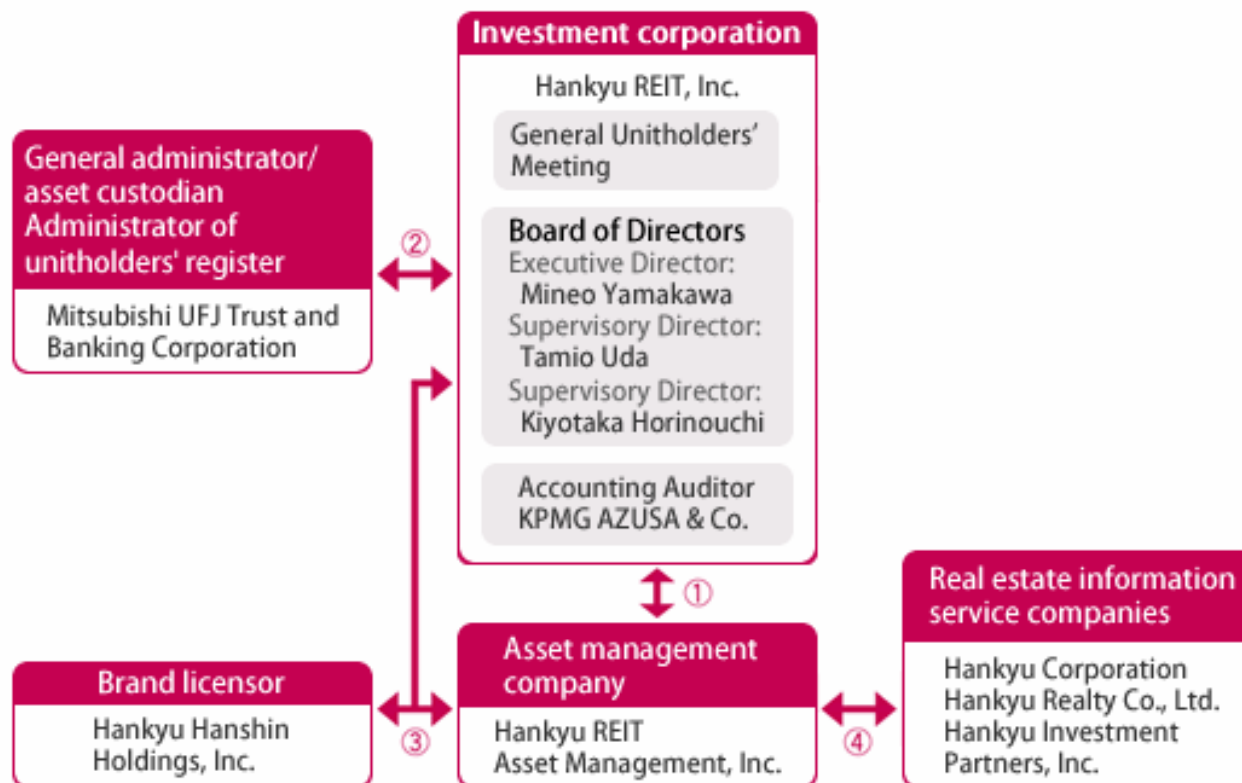 Investment corporation
Hankyu REIT, Inc.
General Unitholders'
Meeting
Board of Directors
Executive Director:
Mineo Yamakawa
Supervisory Director:
Tamio Uda
Supervisory Director:
Kiyotaka Horinouchi
Accounting Auditor
KPMG AZUSA & Co.
General administrator/
asset custodian
Administrator of
unitholders' register
Mitsubishi UFJ Trust and
Banking Corporation
②
①
Brand licensor
Hankyu Hanshin
Holdings, Inc.
③
Asset management
company
Hankyu REIT
Asset Management, Inc.
④
Real estate information
service companies
Hankyu Corporation
Hankyu Realty Co., Ltd.
Hankyu Investment
Partners, Inc.